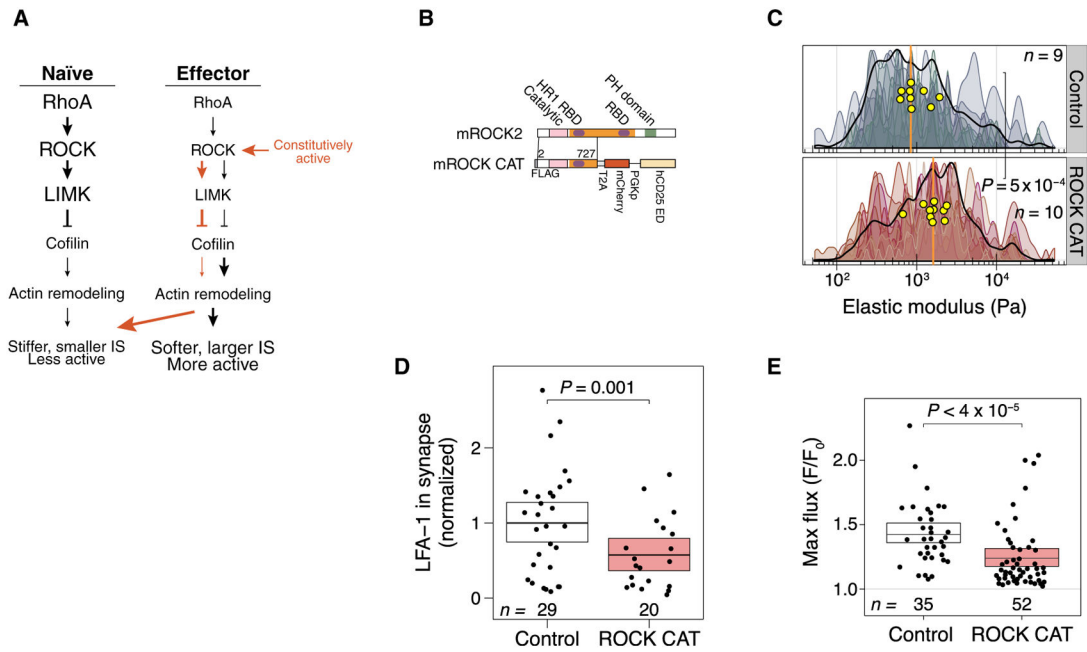 A
Naïve
RhoA
ROCK
LIMK
Cofilin
Actin remodeling
Stiffer, smaller IS
Less active
Effector
RhoA
ROCK
Constitutively
active
LIMK
Cofilin
Actin remodeling
Softer, larger IS
More active
B
Catalytic
HR1 RBD
RBD
PH domain
mROCK2
2
727
mROCK CAT
FLAG
T2A
mCherry
PGKp
hCD25 ED
C
n = 9
Control
P = 5 x 10⁻⁴
n = 10
ROCK CAT
10² 10³ 10⁴
Elastic modulus (Pa)
D
P = 0.001
LFA–1 in synapse
(normalized)
2
1
0
n = 29 20
Control ROCK CAT
E
P < 4 x 10⁻⁵
Max flux (F/F₀)
2.0
1.5
1.0
n = 35 52
Control ROCK CAT